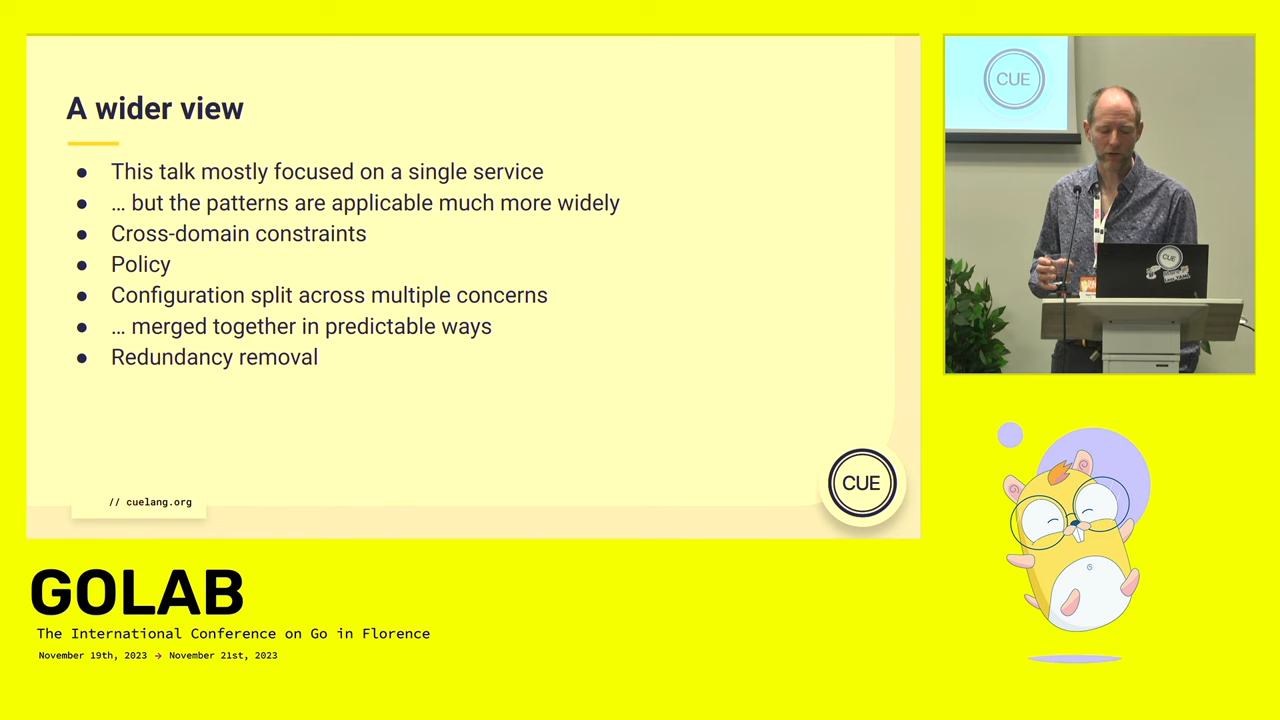 A wider view
● This talk mostly focused on a single service
● … but the patterns are applicable much more widely
● Cross-domain constraints
● Policy
● Configuration split across multiple concerns
● … merged together in predictable ways
● Redundancy removal
// cuelang.org
CUE
CUE
CUE
GOLAB
The International Conference on Go in Florence
November 19th, 2023 → November 21st, 2023